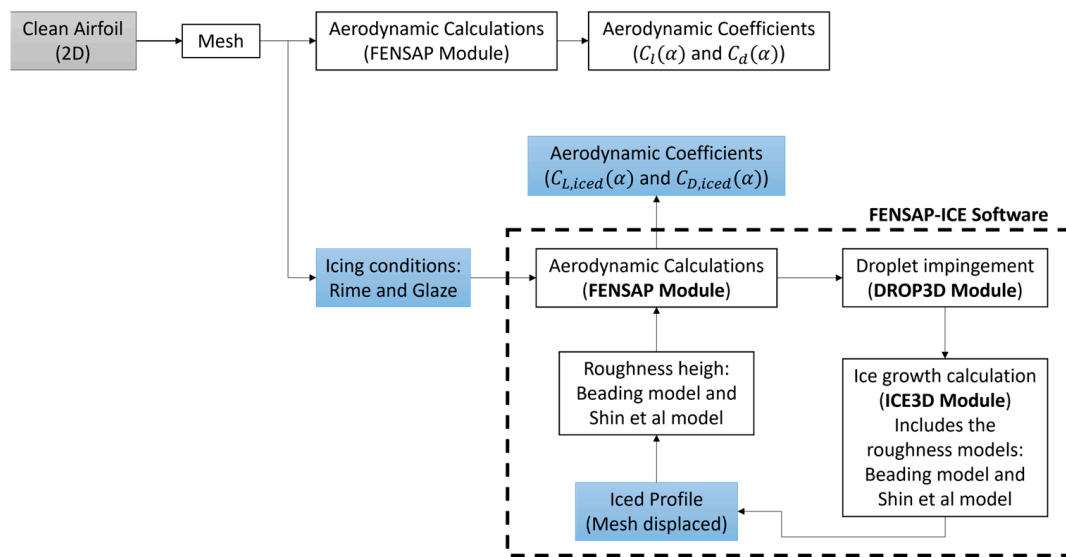 Clean Airfoil
(2D)
Mesh
Aerodynamic Calculations
(FENSAP Module)
Aerodynamic Coefficients
(𝐶𝑙(𝛼) and 𝐶𝑑(𝛼))
Aerodynamic Coefficients
(𝐶𝐿,𝑖𝑐𝑒𝑑(𝛼) and 𝐶𝐷,𝑖𝑐𝑒𝑑(𝛼))
FENSAP-ICE Software
Icing conditions:
Rime and Glaze
Aerodynamic Calculations
(FENSAP Module)
Droplet impingement
(DROP3D Module)
Roughness heigh:
Beading model and
Shin et al model
Ice growth calculation
(ICE3D Module)
Includes the
roughness models:
Beading model and
Shin et al model
Iced Profile
(Mesh displaced)